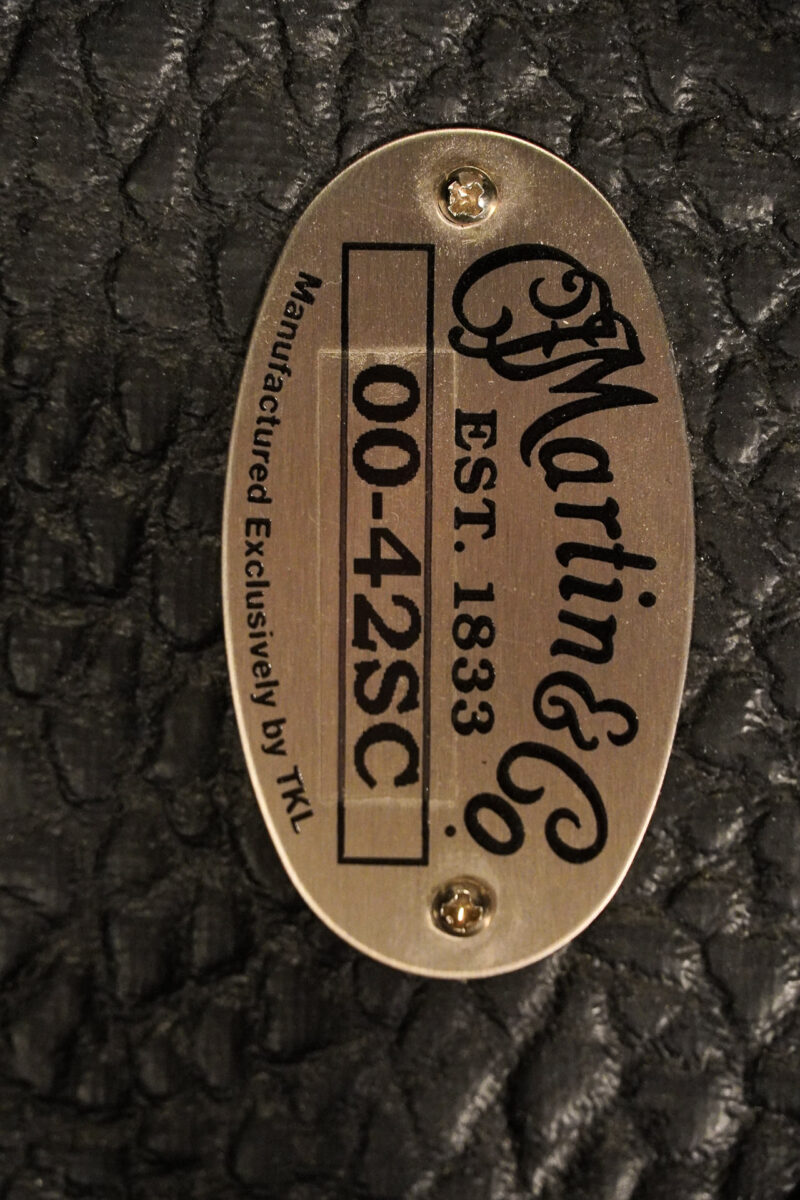 CFMartin & Co.
EST. 1833
00-42SC
Manufactured Exclusively by TKL